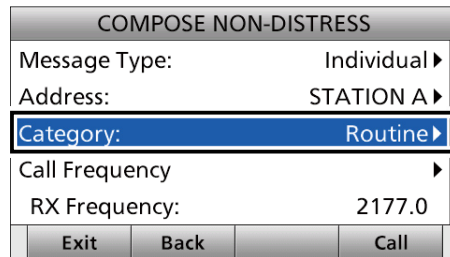 COMPOSE NON-DISTRESS
Message Type: Individual
Address: STATION A
Category: Routine
Call Frequency
RX Frequency: 2177.0
Exit Back Call